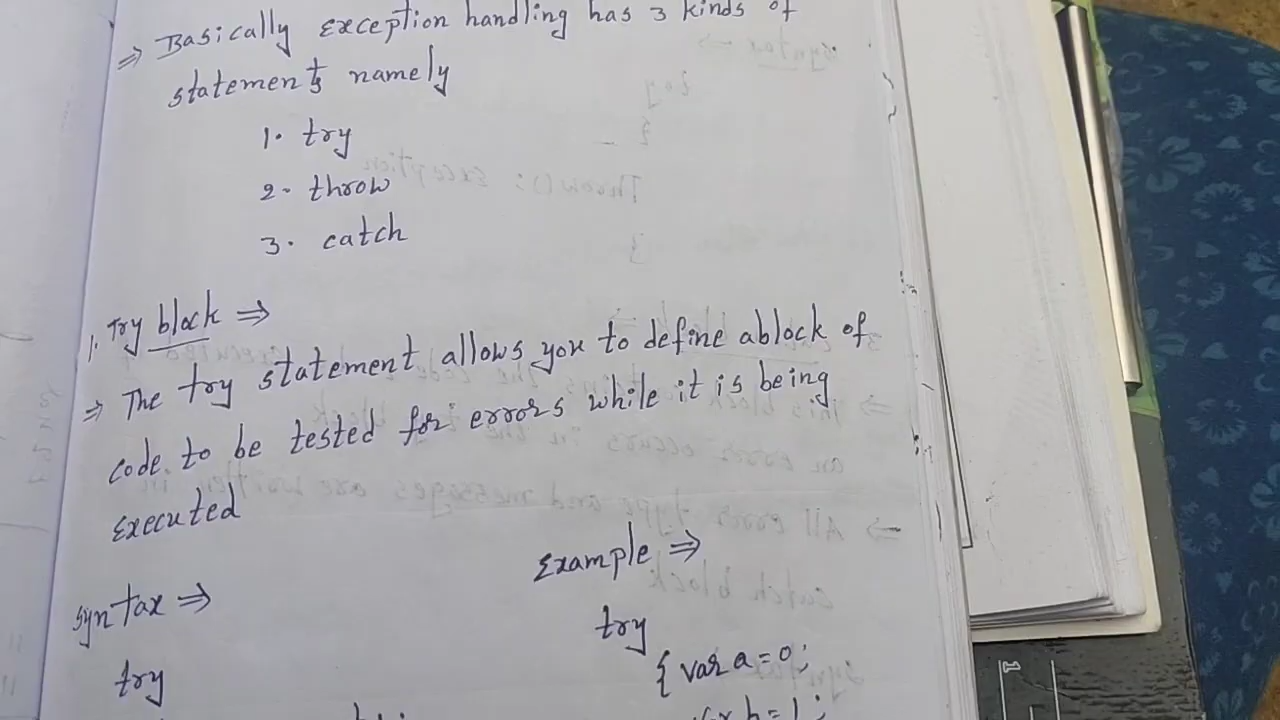 ⇒ Basically Exception handling has 3 kinds of
statements namely
1. try
2. throw
3. catch
1. Try block ⇒
⇒ The try statement allows you to define ablock of
code to be tested for errors while it is being
Executed
Syntax ⇒
try
Example ⇒
try
{ var a = 0;
b = 1;